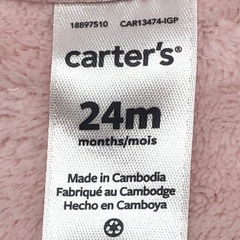 18897510 CAR13474-IGP
carter's®
24m
months/mois
Made in Cambodia
Fabriqué au Cambodge
Hecho en Camboya